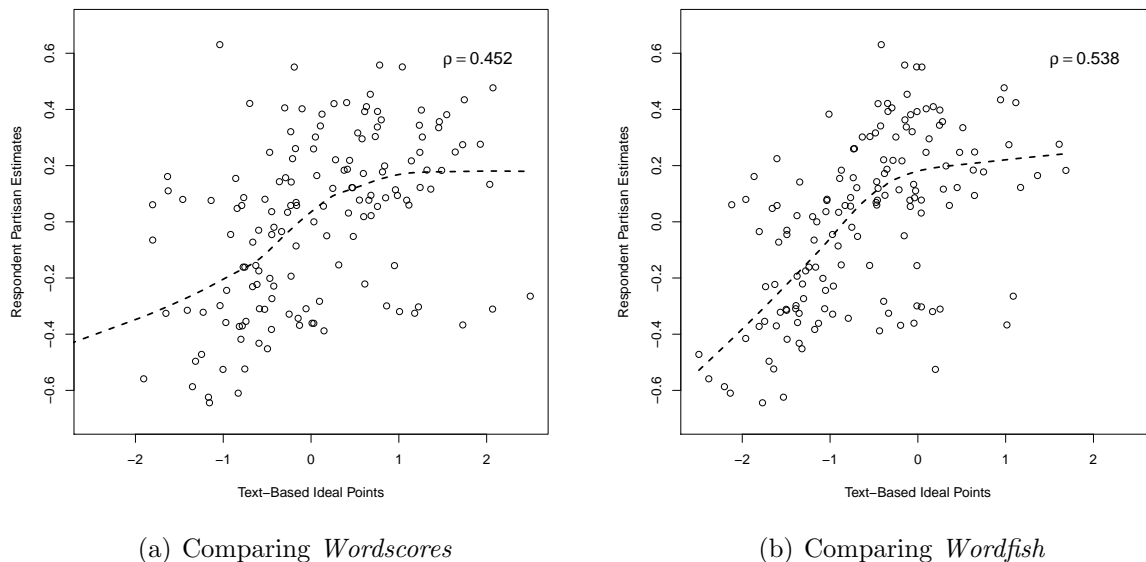 ρ = 0.452
Respondent Partisan Estimates
0.6
0.4
0.2
0.0
−0.2
−0.4
−0.6
−2 −1 0 1 2
Text−Based Ideal Points
(a) Comparing Wordscores
ρ = 0.538
Respondent Partisan Estimates
0.6
0.4
0.2
0.0
−0.2
−0.4
−0.6
−2 −1 0 1 2
Text−Based Ideal Points
(b) Comparing Wordfish